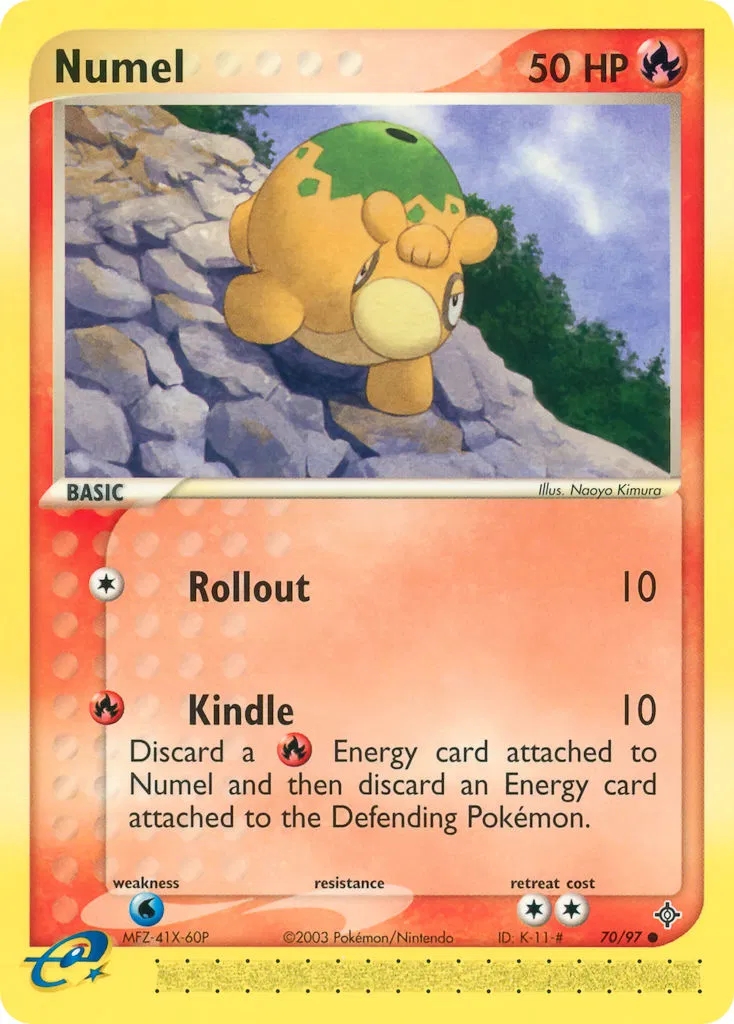 Numel 50 HP
BASIC
Illus. Naoyo Kimura
Rollout 10
Kindle 10
Discard a Energy card attached to
Numel and then discard an Energy card
attached to the Defending Pokémon.
weakness resistance retreat cost
MFZ-41X-60P ©2003 Pokémon/Nintendo ID: K-11-# 70/97
e